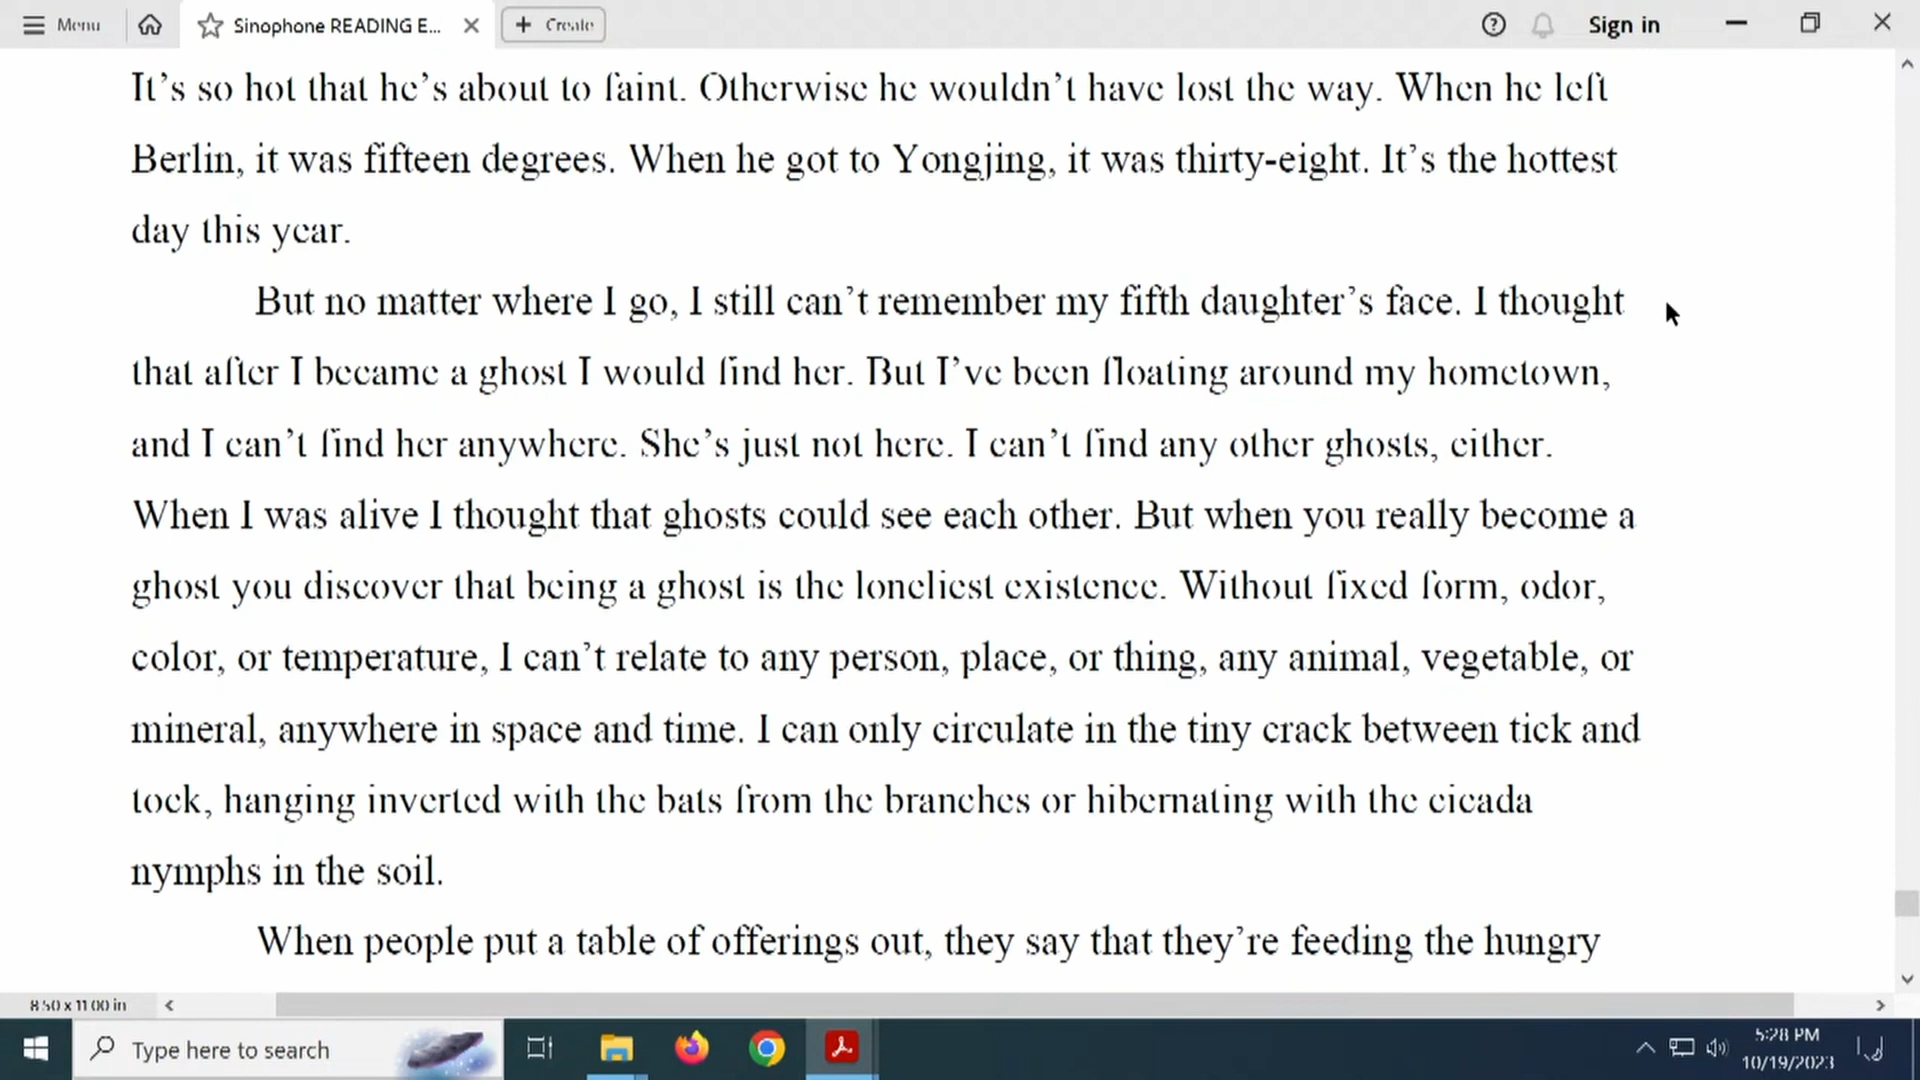 Menu
Sinophone READING E...
Create
Sign in
It's so hot that he's about to faint. Otherwise he wouldn't have lost the way. When he left
Berlin, it was fifteen degrees. When he got to Yongjing, it was thirty-eight. It's the hottest
day this year.
But no matter where I go, I still can't remember my fifth daughter's face. I thought
that after I became a ghost I would find her. But I've been floating around my hometown,
and I can't find her anywhere. She's just not here. I can't find any other ghosts, either.
When I was alive I thought that ghosts could see each other. But when you really become a
ghost you discover that being a ghost is the loneliest existence. Without fixed form, odor,
color, or temperature, I can't relate to any person, place, or thing, any animal, vegetable, or
mineral, anywhere in space and time. I can only circulate in the tiny crack between tick and
tock, hanging inverted with the bats from the branches or hibernating with the cicada
nymphs in the soil.
When people put a table of offerings out, they say that they're feeding the hungry
8.50 x 11.00 in
Type here to search
5:28 PM
10/19/2023